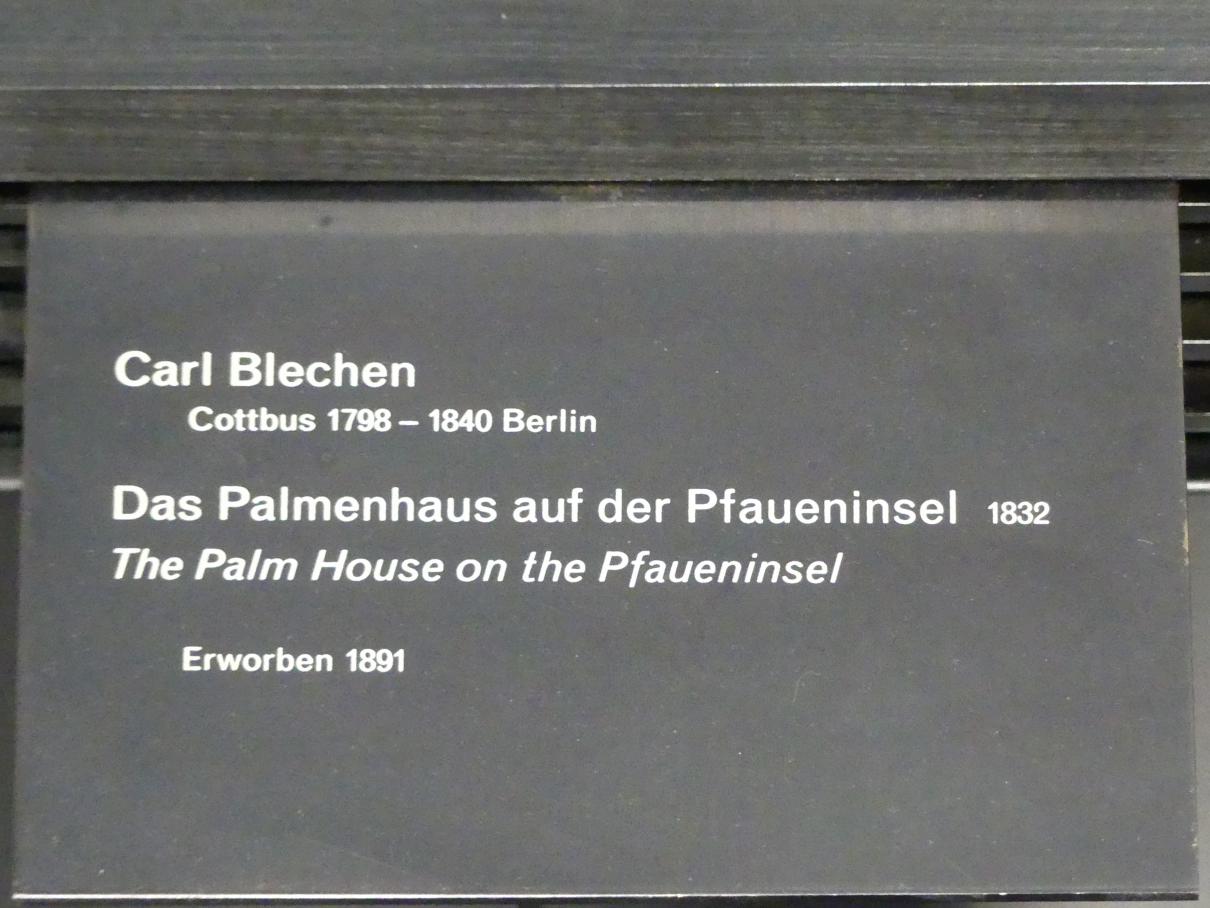 Carl Blechen
Cottbus 1798 – 1840 Berlin
Das Palmenhaus auf der Pfaueninsel 1832
The Palm House on the Pfaueninsel
Erworben 1891